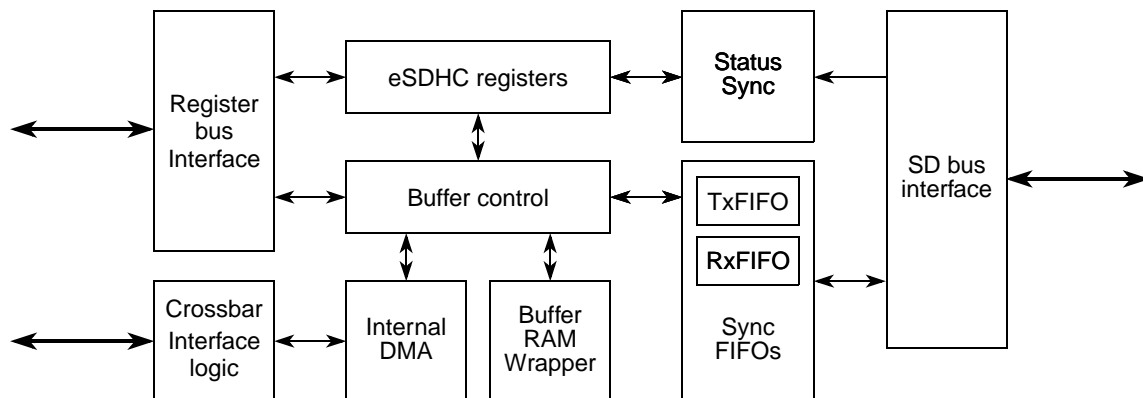 Register
bus
Interface
eSDHC registers
Status
Sync
SD bus
interface
Buffer control
TxFIFO
RxFIFO
Sync
FIFOs
Crossbar
Interface
logic
Internal
DMA
Buffer
RAM
Wrapper